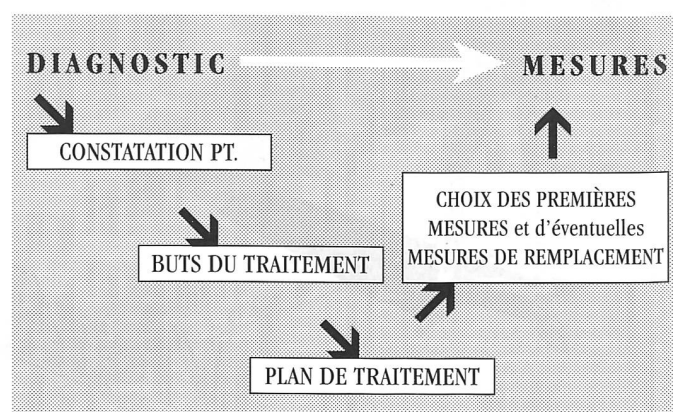 DIAGNOSTIC
MESURES
CONSTATATION PT.
BUTS DU TRAITEMENT
PLAN DE TRAITEMENT
CHOIX DES PREMIÈRES
MESURES et d'éventuelles
MESURES DE REMPLACEMENT